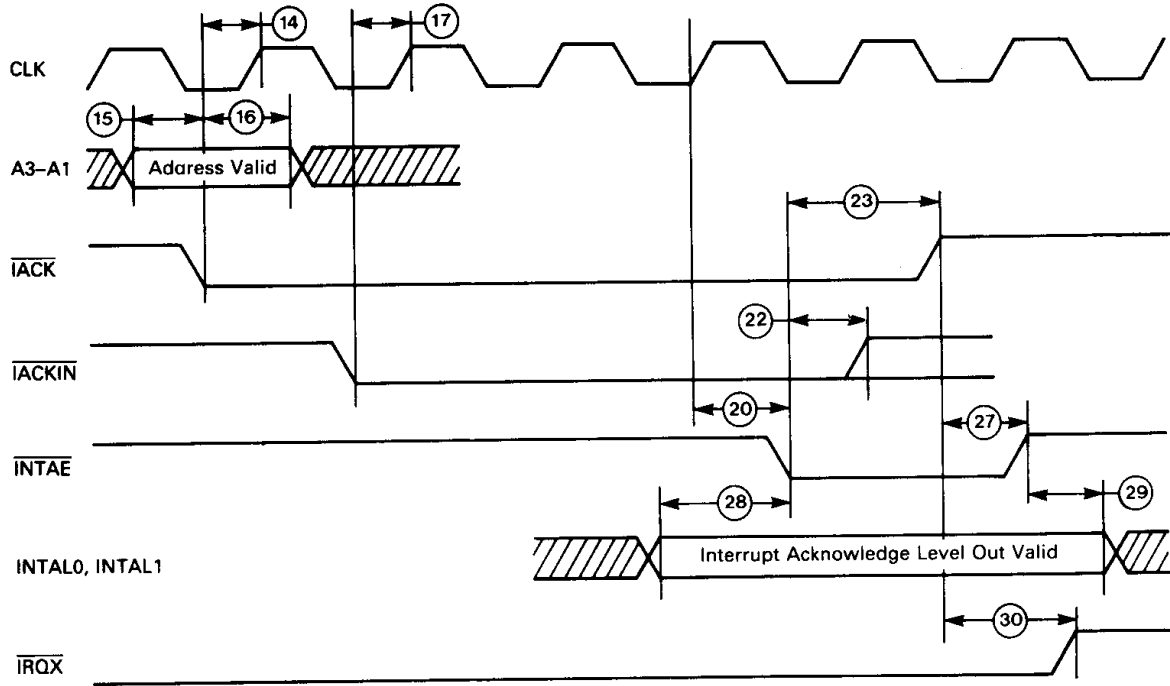 14
17
CLK
15
16
A3–A1
Adaress Valid
23
IACK
22
IACKIN
20
27
INTAE
28
29
INTAL0, INTAL1
Interrupt Acknowledge Level Out Valid
30
IRQX